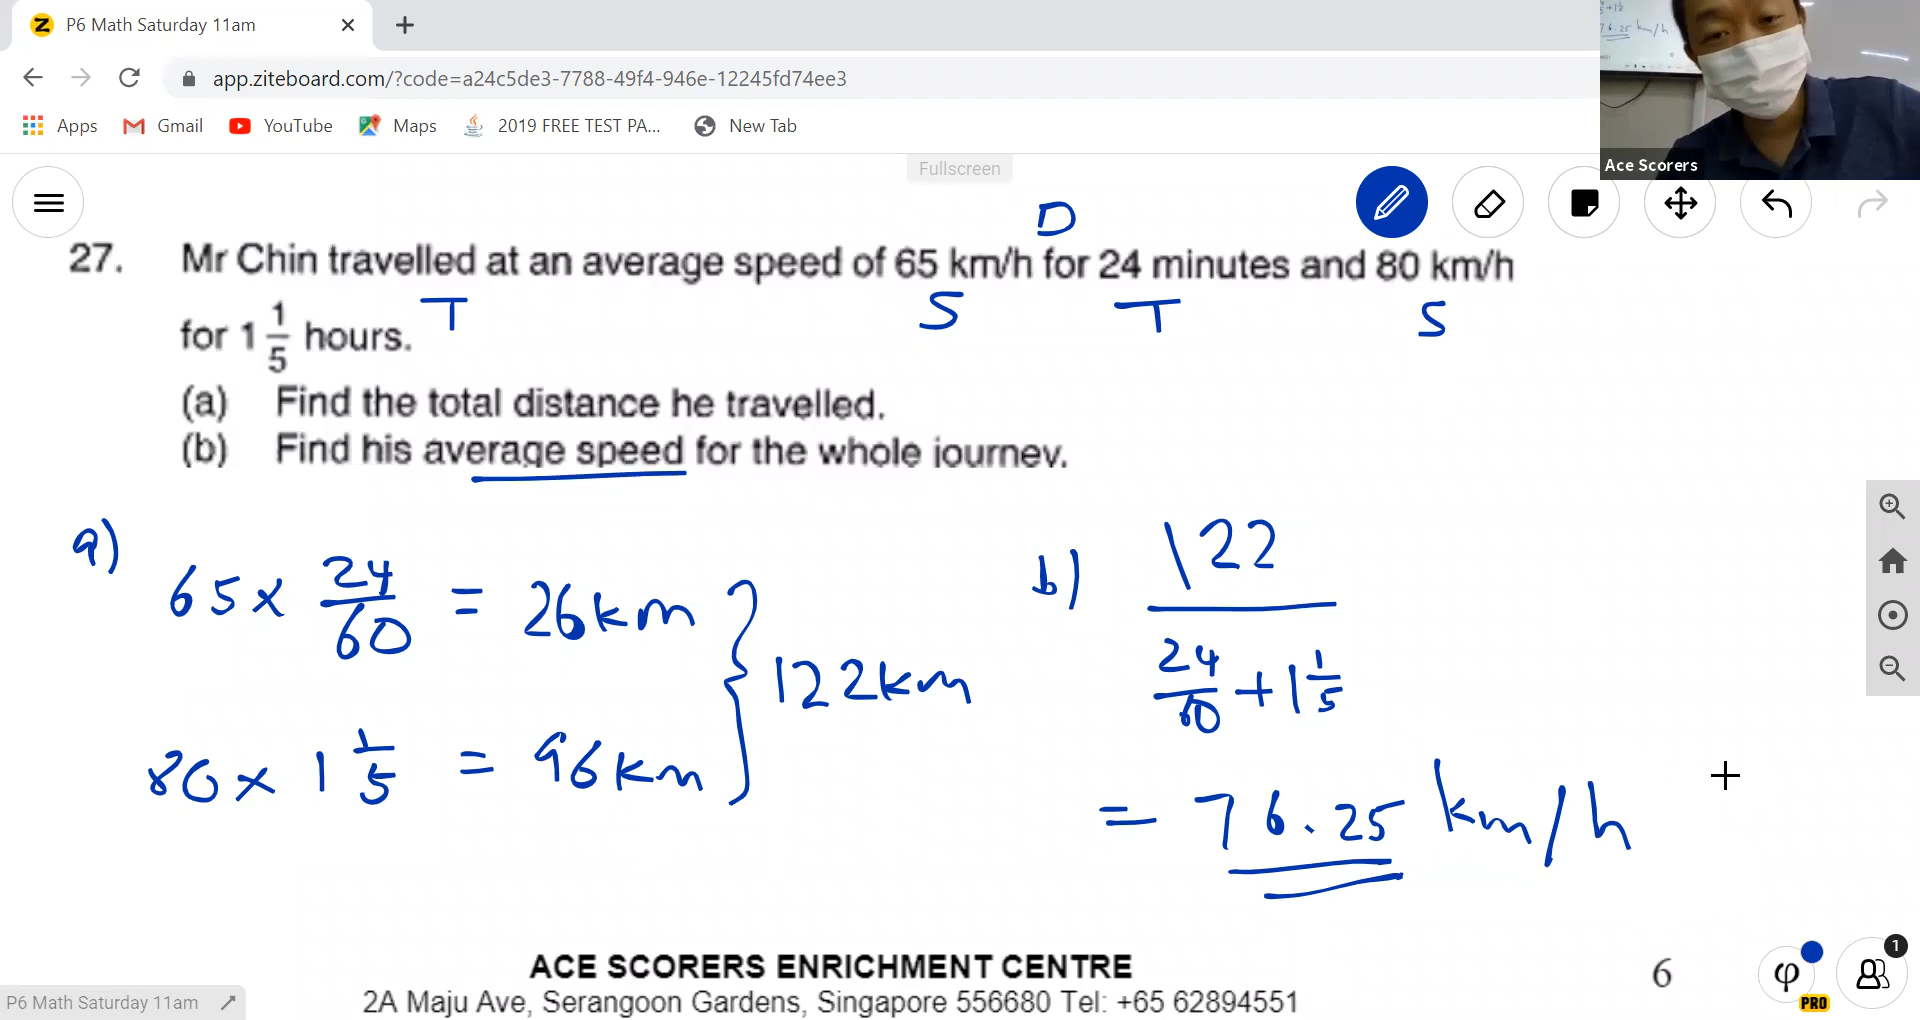 P6 Math Saturday 11am
app.ziteboard.com/?code=a24c5de3-7788-49f4-946e-12245fd74ee3
Apps Gmail YouTube Maps 2019 FREE TEST PA... New Tab
Ace Scorers
Fullscreen
D
27. Mr Chin travelled at an average speed of 65 km/h for 24 minutes and 80 km/h
T S T S
for 1 1/5 hours.
(a) Find the total distance he travelled.
(b) Find his average speed for the whole journey.
a)
65 × 24/60 = 26km
80 × 1 1/5 = 96km
122km
b) 122
24/60 + 1 1/5
= 76.25 km/h
ACE SCORERS ENRICHMENT CENTRE
2A Maju Ave, Serangoon Gardens, Singapore 556680 Tel: +65 62894551
6
P6 Math Saturday 11am
φ
PRO
1